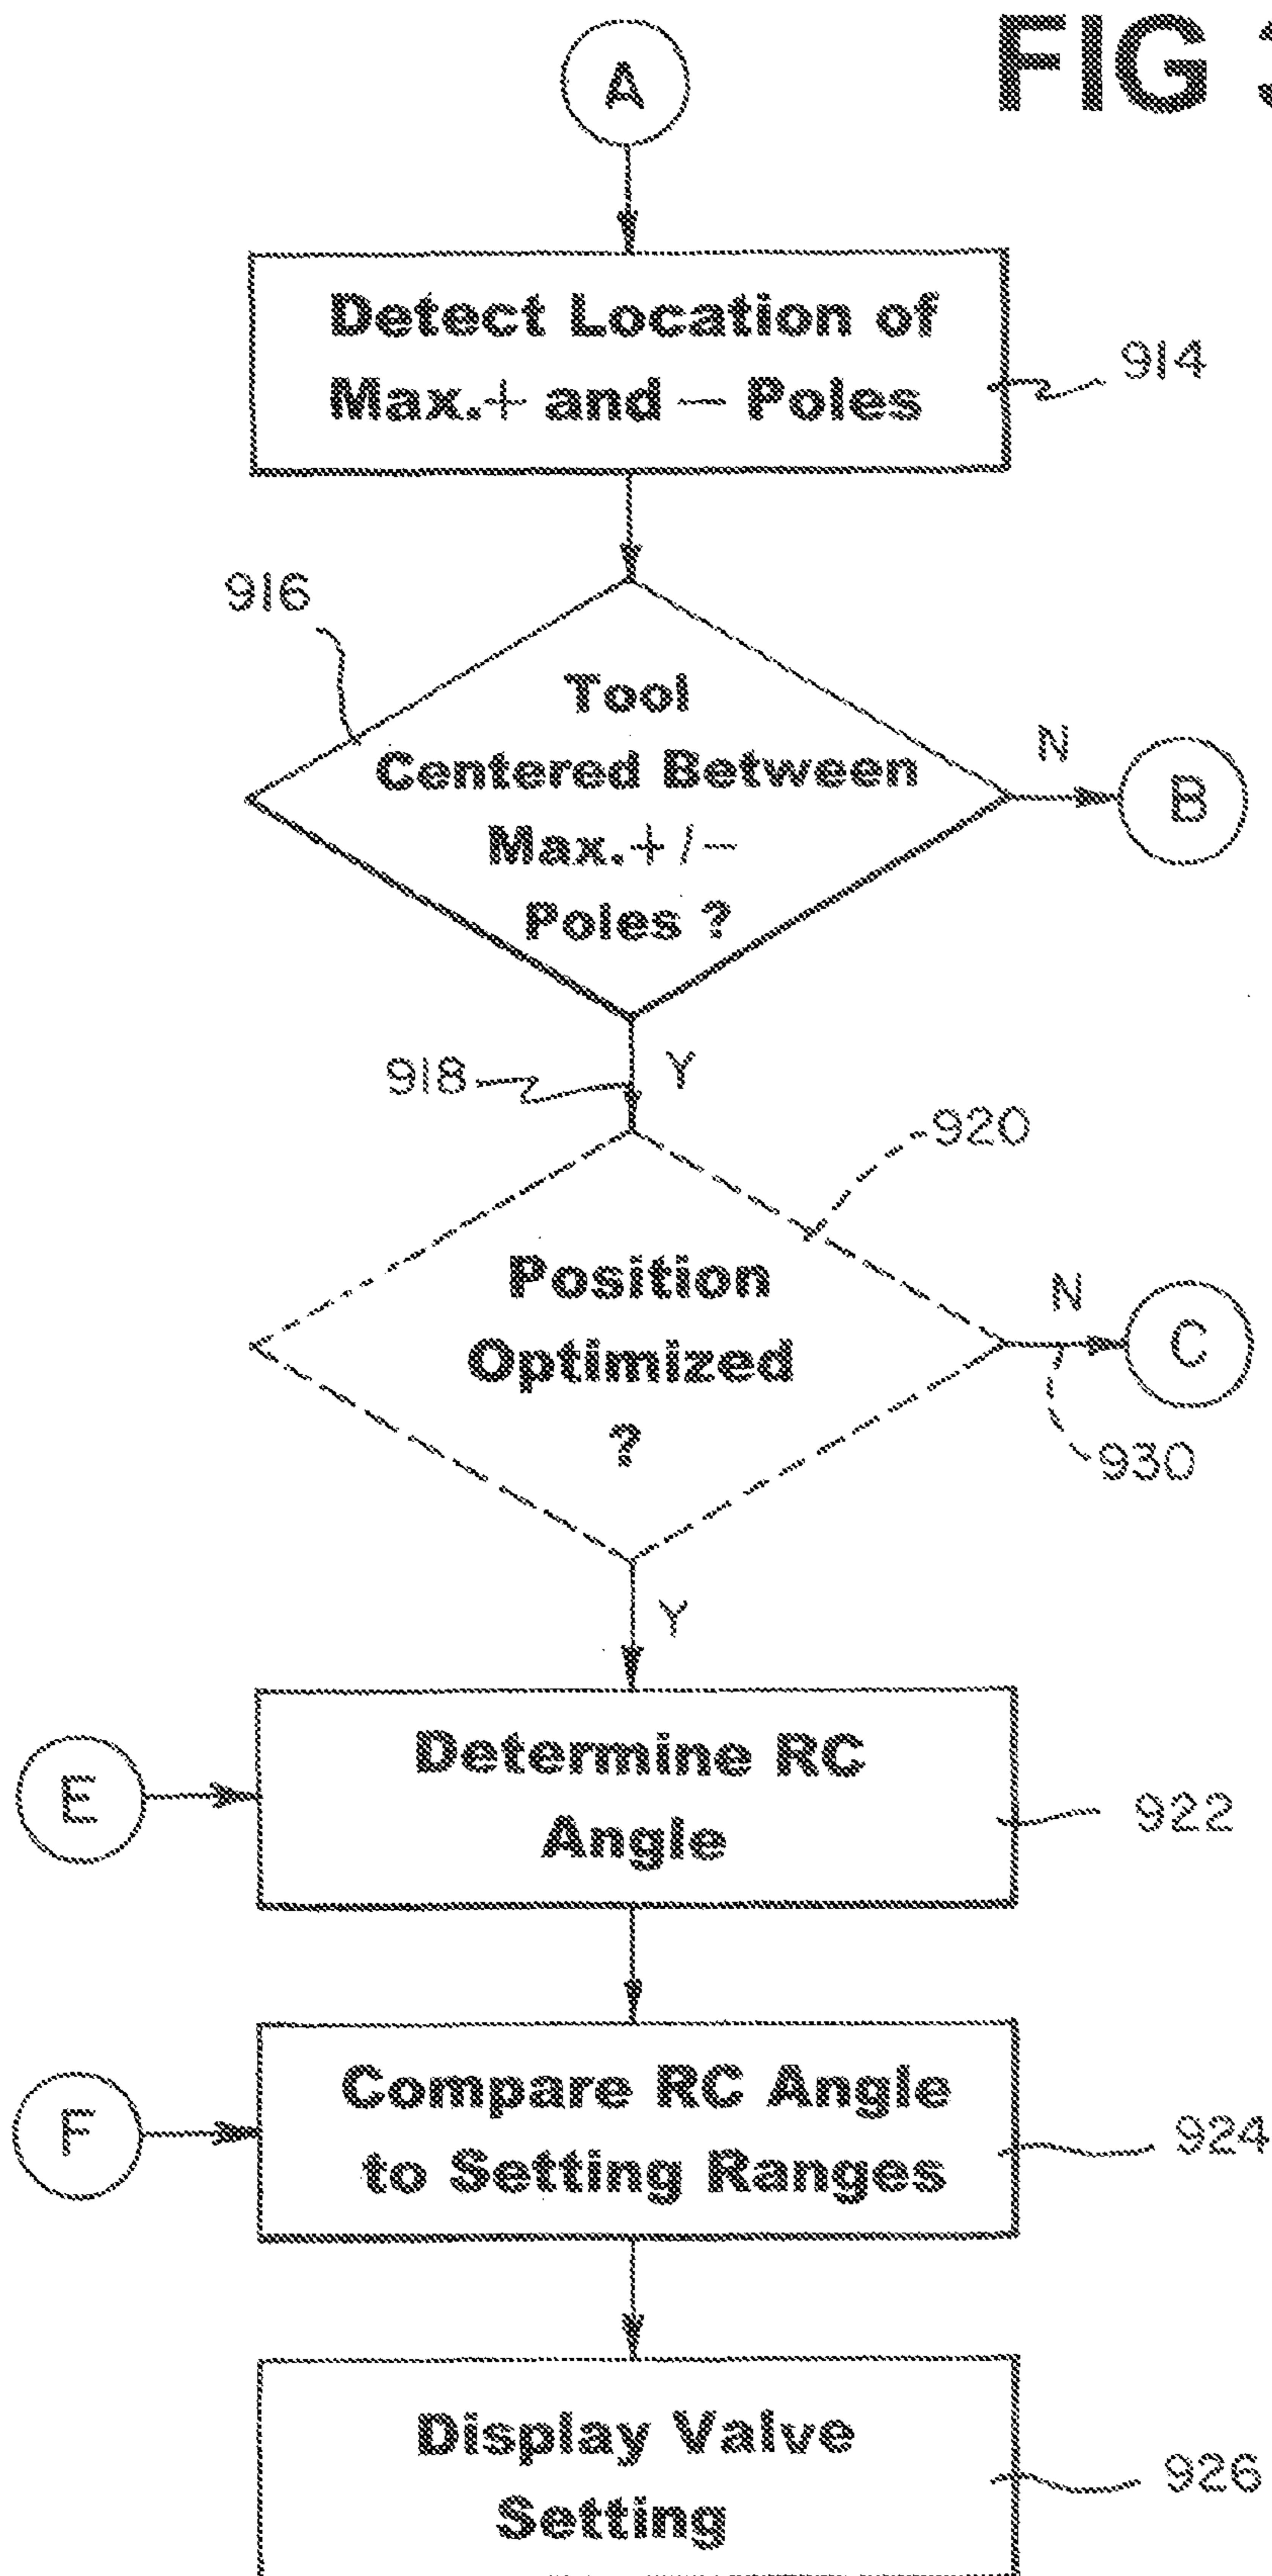 FIG 3
A
Detect Location of
Max.+ and — Poles
914
916
Tool
Centered Between
Max.+/-
Poles ?
N
B
918
Y
920
Position
Optimized
?
N
C
930
Y
E
Determine RC
Angle
922
F
Compare RC Angle
to Setting Ranges
924
Display Valve
Setting
926